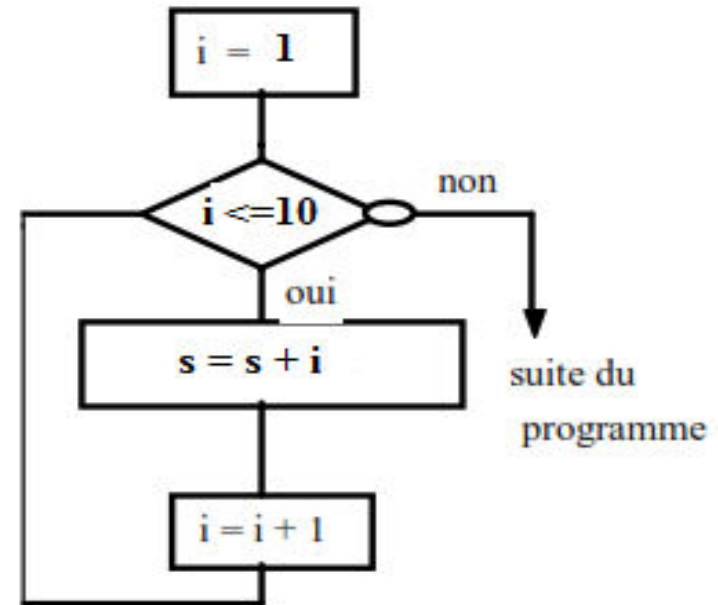 i = 1
non
i <=10
oui
s = s + i
suite du
programme
i = i + 1